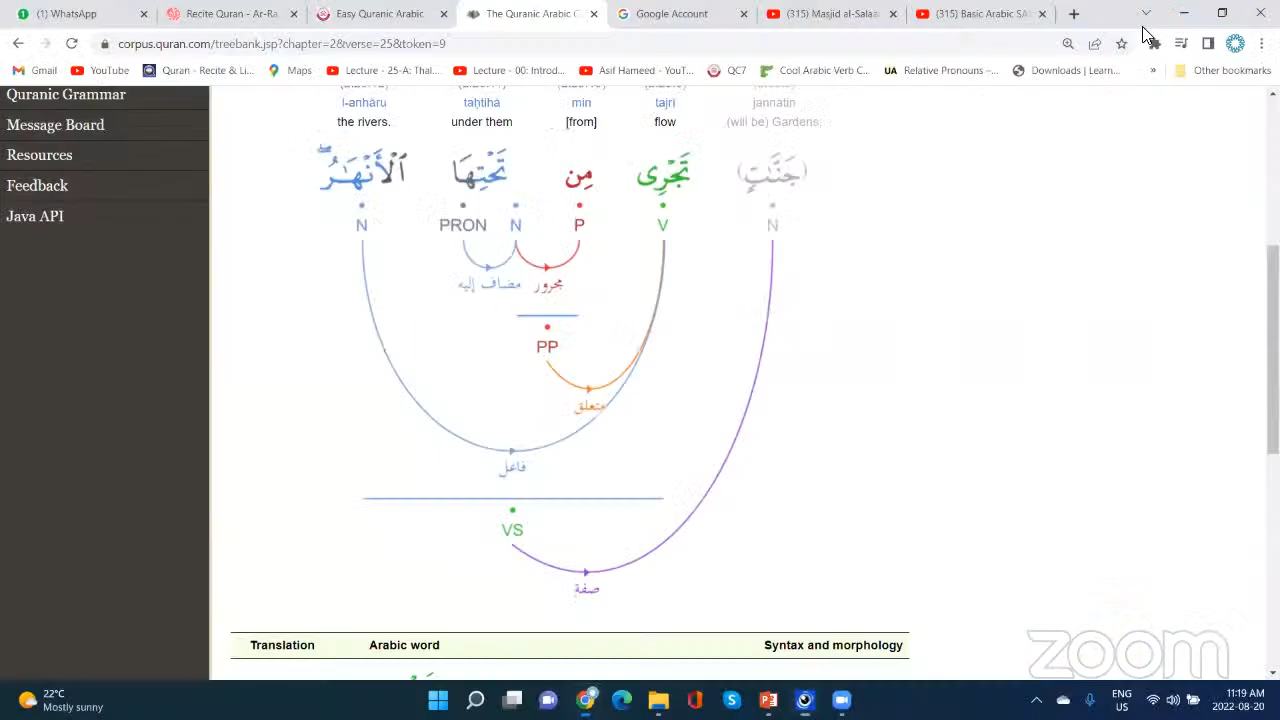 (1) WhatsApp
Recite Quran - Ar-Ra
Easy Quranic Arabic
The Quranic Arabic C
Google Account
(315) Masjid al-Salaa
(315) Basic Arabic SA
corpus.quran.com/treebank.jsp?chapter=2&verse=25&token=9
Gmail
YouTube
Quran - Recite & Li...
Maps
Lecture - 25-A: Thal...
Lecture - 00: Introd...
Asif Hameed - YouT...
QC7
Cool Arabic Verb C...
UA Relative Pronouns –...
Downloads | Learn...
»
Other bookmarks
Quranic Grammar
Message Board
Resources
Feedback
Java API
l-anhāru taḥtihā min tajrī jannātin
the rivers. under them [from] flow (will be) Gardens,
(جَنَّـٰتٍ) تَجْرِى مِن تَحْتِهَا ٱلْأَنْهَـٰرُ ۖ
N PRON N P V N
مضاف إليه مجرور
PP
متعلق
فاعل
VS
صفة
Translation Arabic word Syntax and morphology
zoom
22°C
Mostly sunny
ENG
US
11:19 AM
2022-08-20